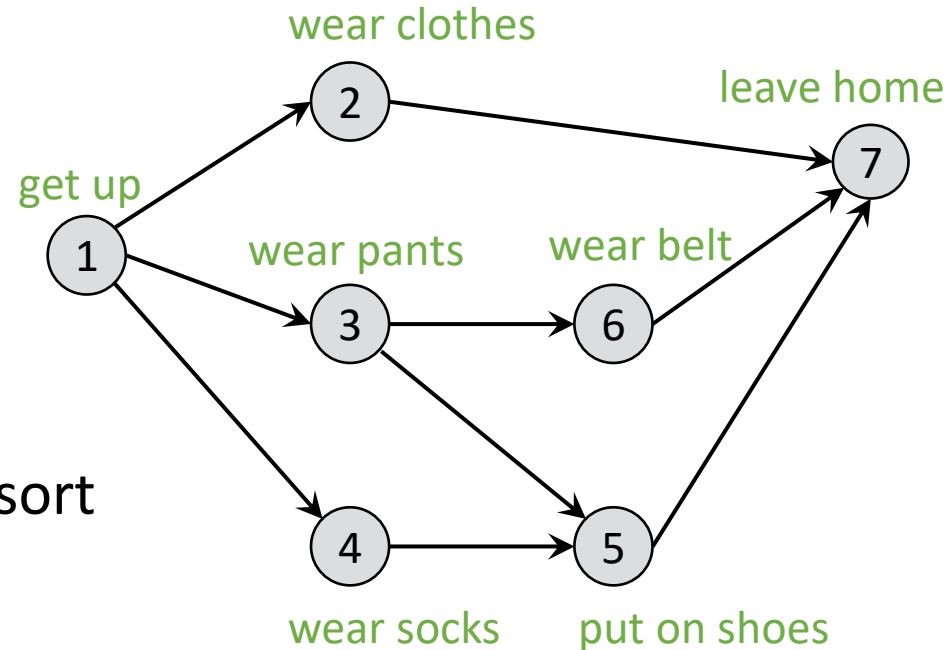 wear clothes
2
leave home
7
get up
1
wear pants
wear belt
3
6
sort
4
5
wear socks
put on shoes